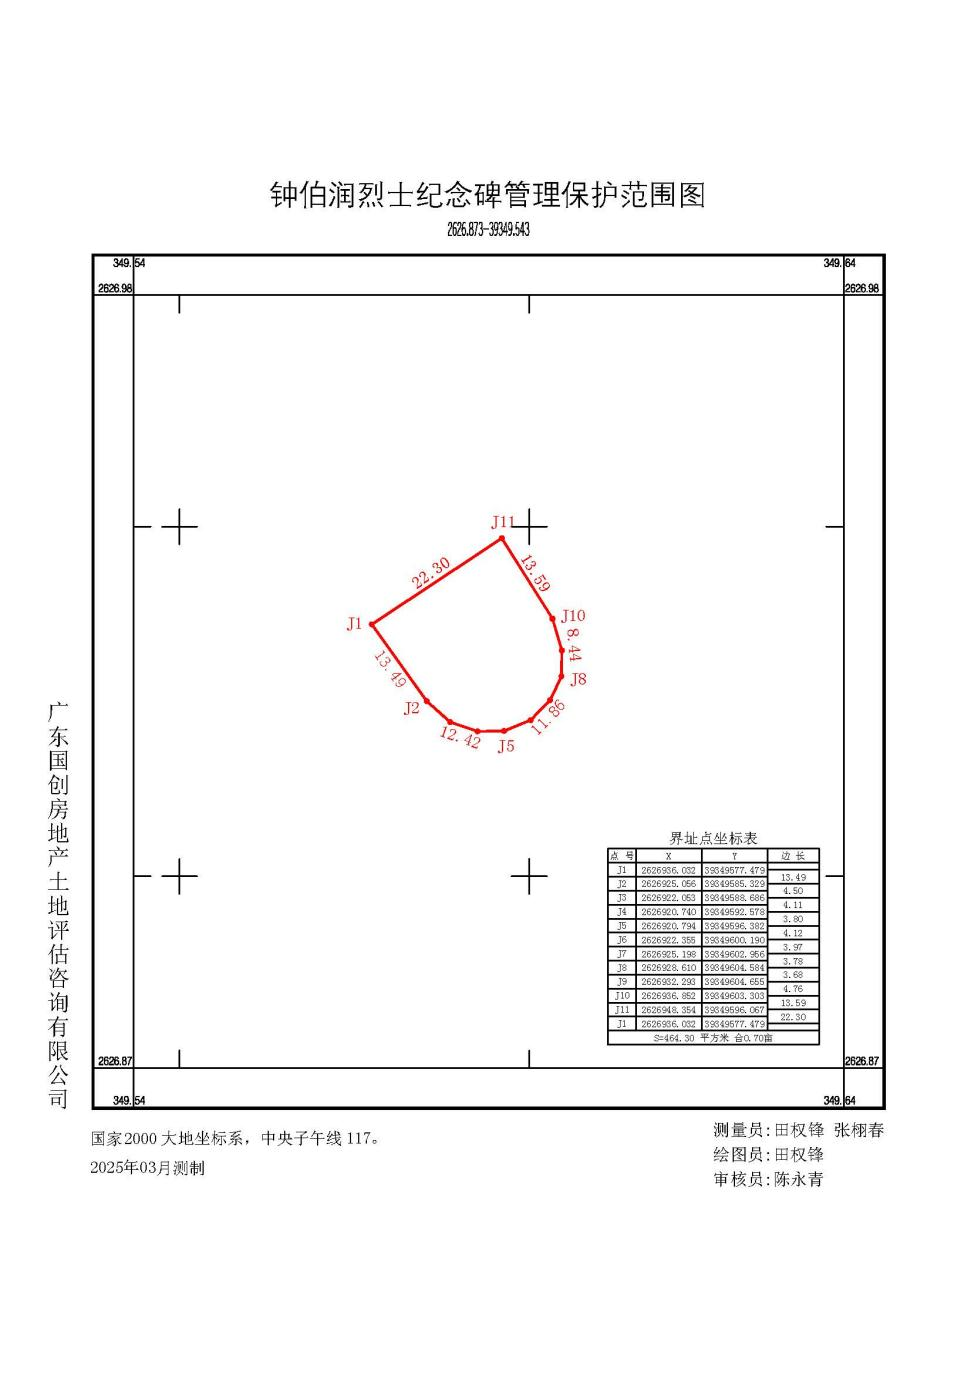 钟伯润烈士纪念碑管理保护范围图
2626.873-39349.543
349.54
349.64
2626.98
2626.98
J11
22.30
13.59
J1
J10
8.44
13.49
J8
J2
11.86
12.42
J5
广东国创房地产土地评估咨询有限公司
界址点坐标表
点号 X Y 边长
J1 2626936.032 39349577.479
13.49
J2 2626925.056 39349585.329
4.50
J3 2626922.053 39349588.686
4.11
J4 2626920.740 39349592.578
3.80
J5 2626920.794 39349596.382
4.12
J6 2626922.355 39349600.190
3.97
J7 2626925.198 39349602.956
3.78
J8 2626928.610 39349604.584
3.68
J9 2626932.293 39349604.655
4.76
J10 2626936.852 39349603.303
13.59
J11 2626948.354 39349596.067
22.30
J1 2626936.032 39349577.479
S=464.30 平方米 合0.70亩
2626.87
2626.87
349.54
349.64
国家2000 大地坐标系，中央子午线 117。
2025年03月测制
测量员:田权锋 张栩春
绘图员:田权锋
审核员:陈永青